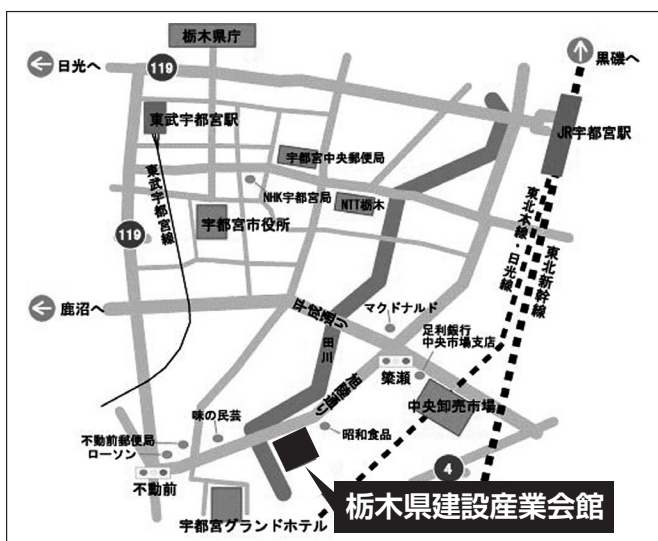 栃木県庁
日光へ
119
黒磯へ
東武宇都宮駅
JR宇都宮駅
宇都宮中央郵便局
NHK宇都宮局
NTT栃木
東武宇都宮線
宇都宮市役所
119
東北本線・日光線
東北新幹線
鹿沼へ
平成通り
マクドナルド
田川
足利銀行
中央市場支店
簗瀬
旭陵通り
中央卸売市場
味の民芸
昭和食品
不動前郵便局
ローソン
不動前
4
宇都宮グランドホテル
栃木県建設産業会館